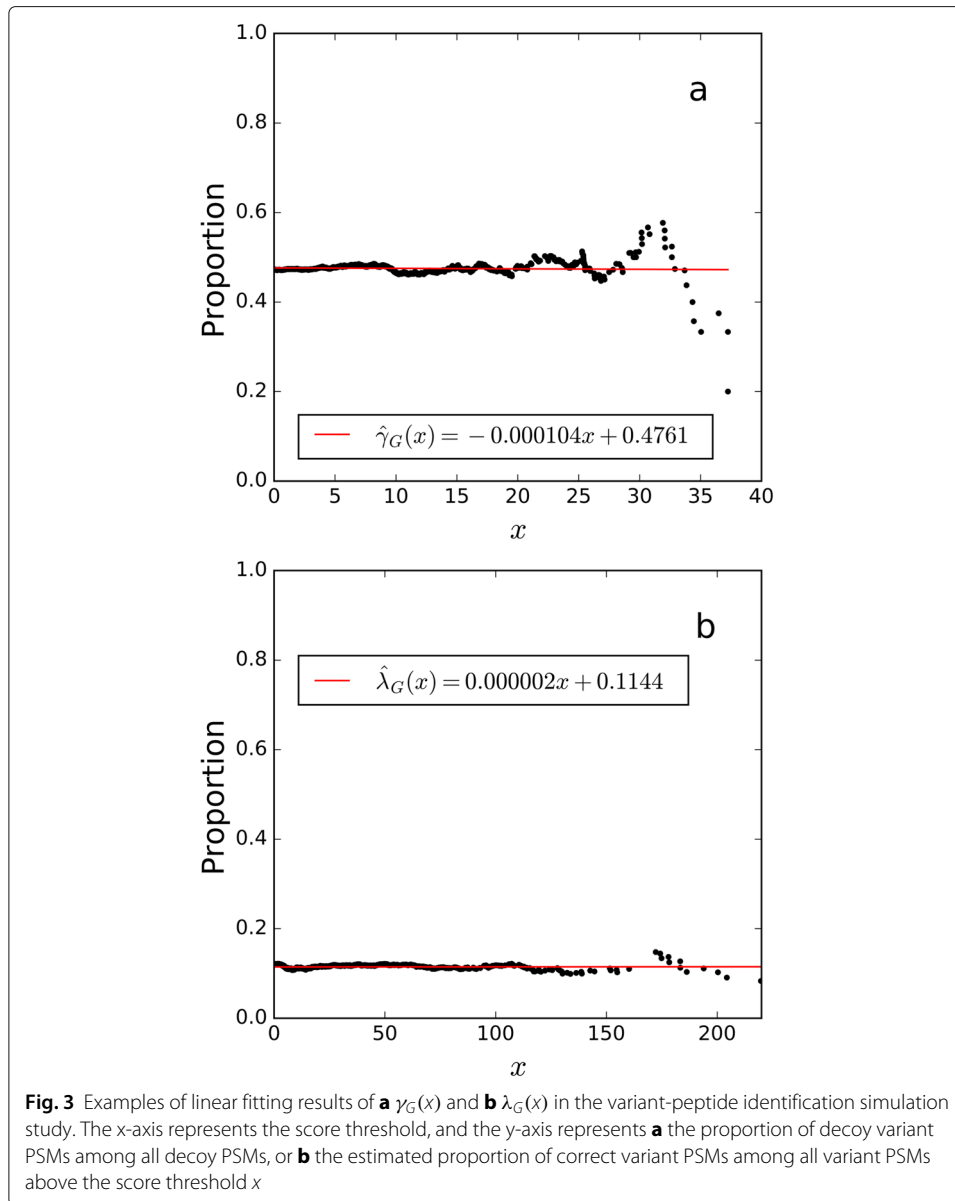 1.0
0.8
0.6
0.4
0.2
0.0
Proportion
a
γ̂_G(x) = −0.000104x + 0.4761
0 5 10 15 20 25 30 35 40
x
1.0
0.8
0.6
0.4
0.2
0.0
Proportion
b
λ̂_G(x) = 0.000002x + 0.1144
0 50 100 150 200
x
Fig. 3 Examples of linear fitting results of a γ_G(x) and b λ_G(x) in the variant-peptide identification simulation
study. The x-axis represents the score threshold, and the y-axis represents a the proportion of decoy variant
PSMs among all decoy PSMs, or b the estimated proportion of correct variant PSMs among all variant PSMs
above the score threshold x